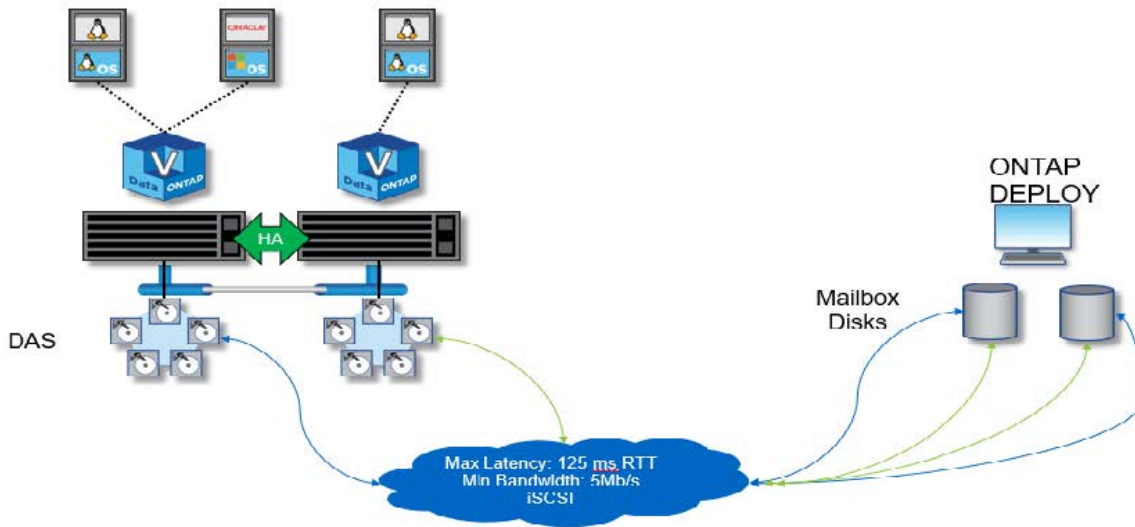 ORACLE
OS
OS
OS
V
Data ONTAP
V
Data ONTAP
HA
DAS
ONTAP
DEPLOY
Mailbox
Disks
Max Latency: 125 ms RTT
Min Bandwidth: 5Mb/s
iSCSI